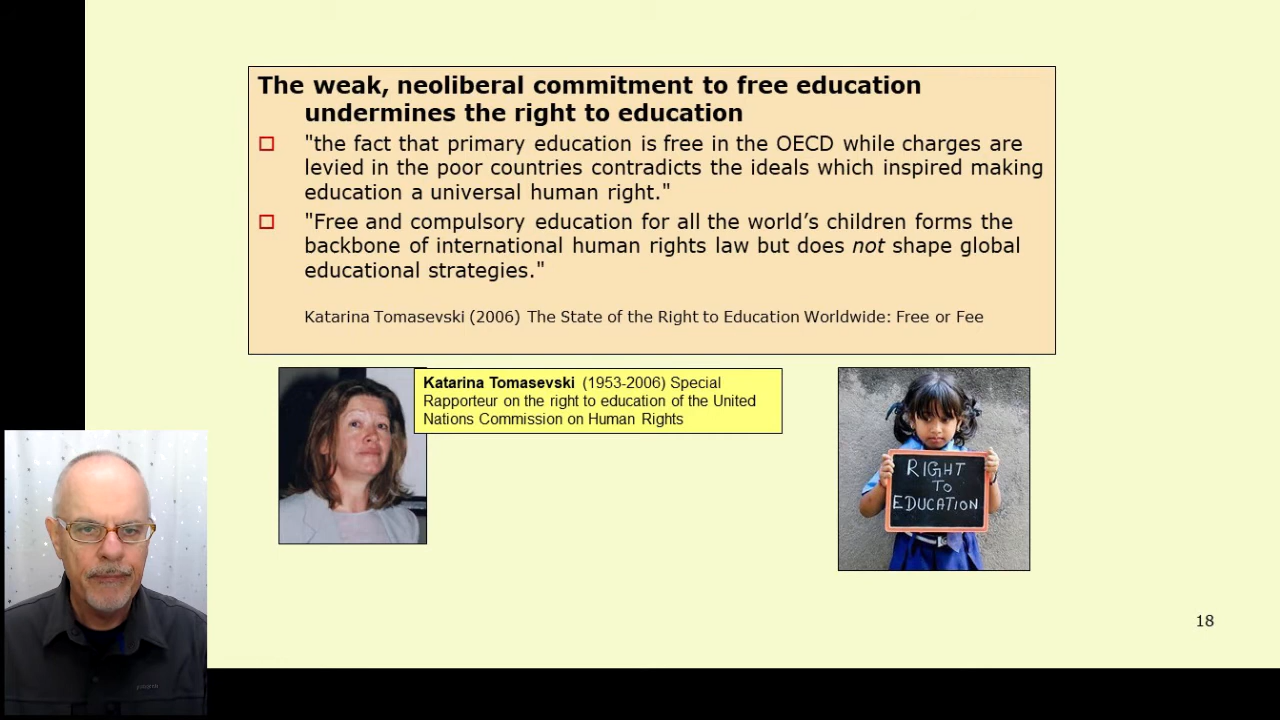 The weak, neoliberal commitment to free education
undermines the right to education
"the fact that primary education is free in the OECD while charges are
levied in the poor countries contradicts the ideals which inspired making
education a universal human right."
"Free and compulsory education for all the world's children forms the
backbone of international human rights law but does not shape global
educational strategies."
Katarina Tomasevski (2006) The State of the Right to Education Worldwide: Free or Fee
Katarina Tomasevski (1953-2006) Special
Rapporteur on the right to education of the United
Nations Commission on Human Rights
RIGHT
TO
EDUCATION
18